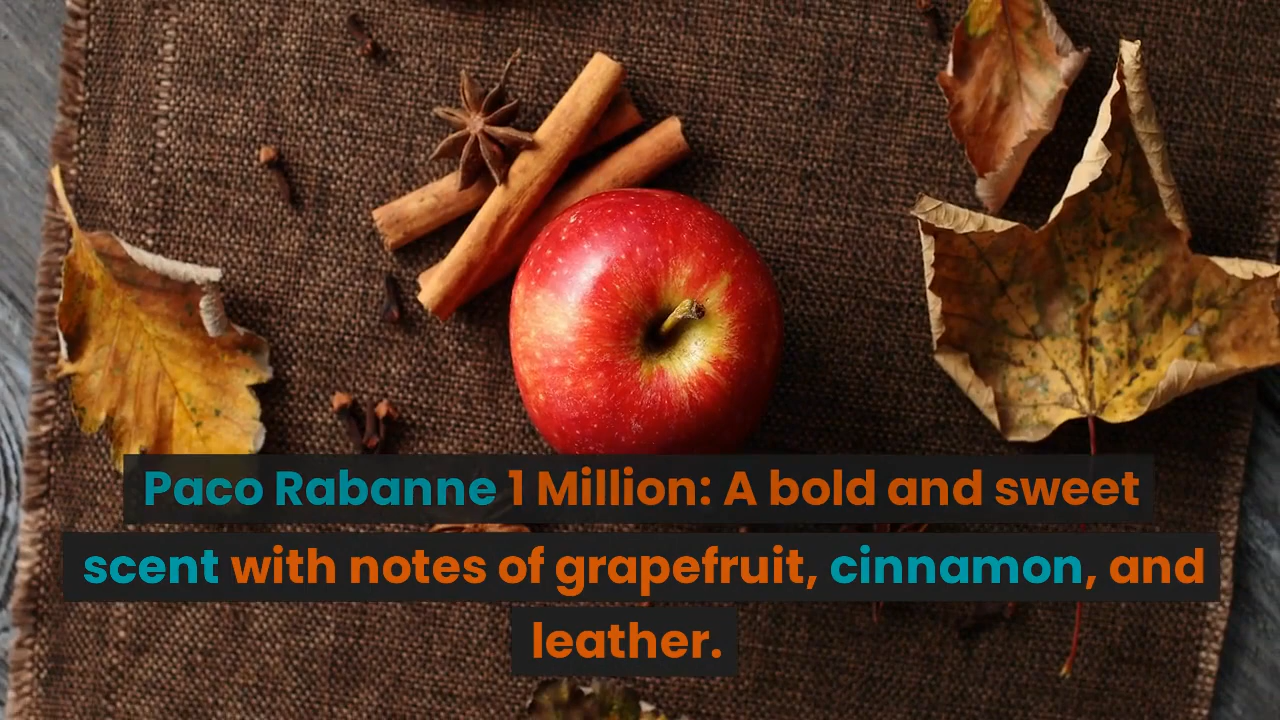 Paco Rabanne 1 Million: A bold and sweet
scent with notes of grapefruit, cinnamon, and
leather.